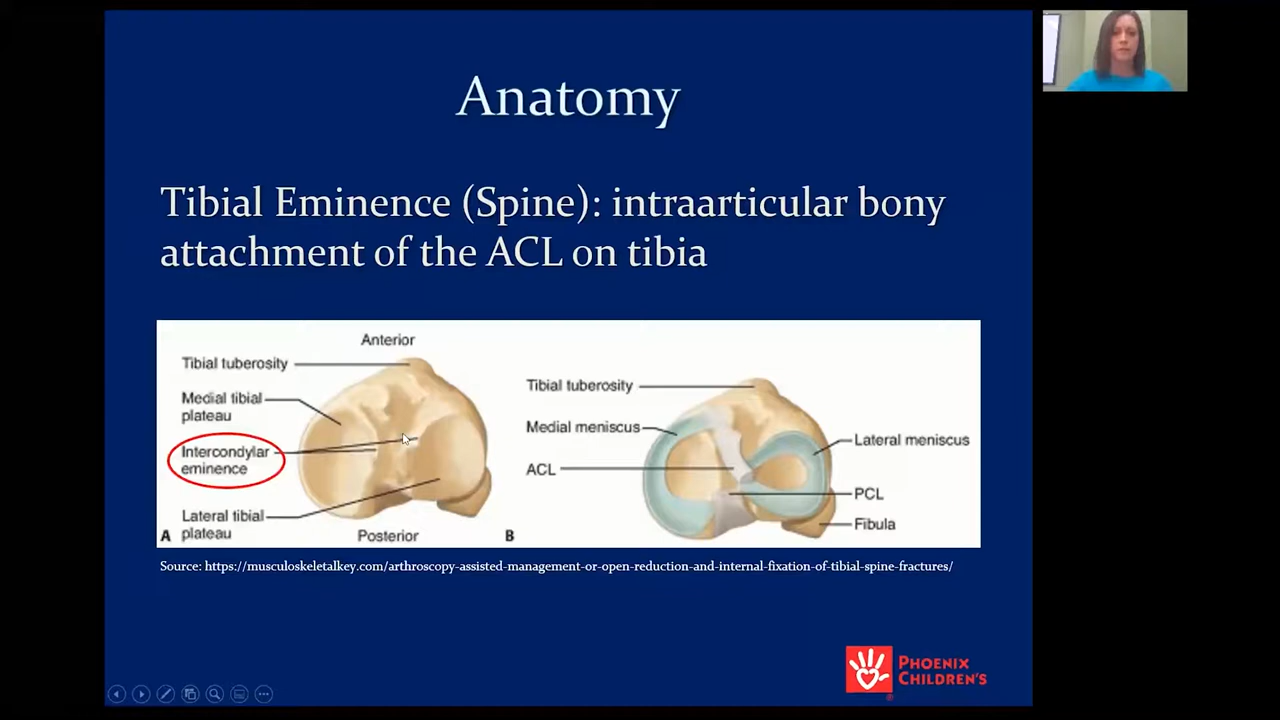 Anatomy
Tibial Eminence (Spine): intraarticular bony
attachment of the ACL on tibia
Anterior
Tibial tuberosity
Medial tibial
plateau
Intercondylar
eminence
Lateral tibial
plateau
A
Posterior
Tibial tuberosity
Medial meniscus
ACL
Lateral meniscus
PCL
Fibula
B
Source: https://musculoskeletalkey.com/arthroscopy-assisted-management-or-open-reduction-and-internal-fixation-of-tibial-spine-fractures/
PHOENIX
CHILDREN'S